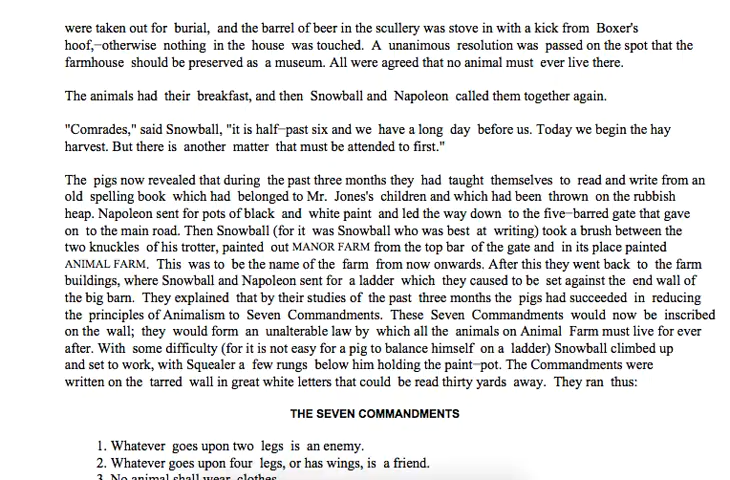 were taken out for burial, and the barrel of beer in the scullery was stove in with a kick from Boxer's
hoof,−otherwise nothing in the house was touched. A unanimous resolution was passed on the spot that the
farmhouse should be preserved as a museum. All were agreed that no animal must ever live there.
The animals had their breakfast, and then Snowball and Napoleon called them together again.
"Comrades," said Snowball, "it is half−past six and we have a long day before us. Today we begin the hay
harvest. But there is another matter that must be attended to first."
The pigs now revealed that during the past three months they had taught themselves to read and write from an
old spelling book which had belonged to Mr. Jones's children and which had been thrown on the rubbish
heap. Napoleon sent for pots of black and white paint and led the way down to the five−barred gate that gave
on to the main road. Then Snowball (for it was Snowball who was best at writing) took a brush between the
two knuckles of his trotter, painted out MANOR FARM from the top bar of the gate and in its place painted
ANIMAL FARM. This was to be the name of the farm from now onwards. After this they went back to the farm
buildings, where Snowball and Napoleon sent for a ladder which they caused to be set against the end wall of
the big barn. They explained that by their studies of the past three months the pigs had succeeded in reducing
the principles of Animalism to Seven Commandments. These Seven Commandments would now be inscribed
on the wall; they would form an unalterable law by which all the animals on Animal Farm must live for ever
after. With some difficulty (for it is not easy for a pig to balance himself on a ladder) Snowball climbed up
and set to work, with Squealer a few rungs below him holding the paint−pot. The Commandments were
written on the tarred wall in great white letters that could be read thirty yards away. They ran thus:
THE SEVEN COMMANDMENTS
1. Whatever goes upon two legs is an enemy.
2. Whatever goes upon four legs, or has wings, is a friend.
3. No animal shall wear clothes.